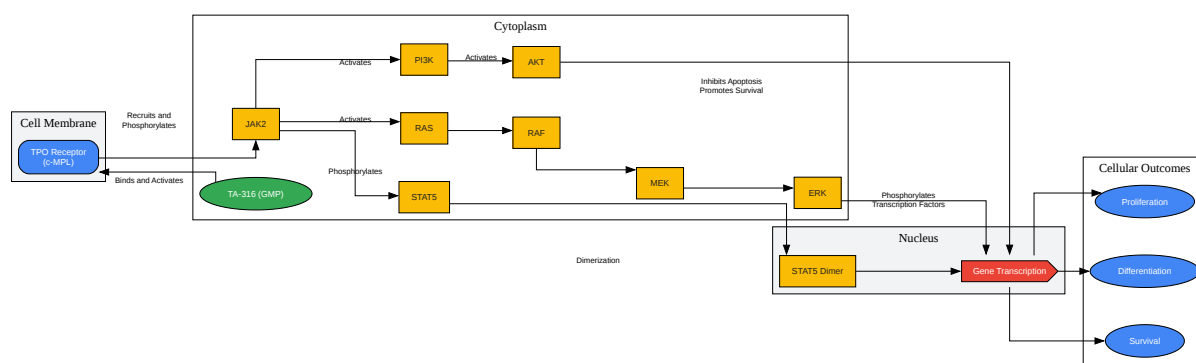 Cytoplasm
PI3K
Activates
Activates
AKT
Inhibits Apoptosis
Promotes Survival
Recruits and
Phosphorylates
Cell Membrane
JAK2
Activates
RAS
RAF
TPO Receptor
(c-MPL)
Binds and Activates
TA-316 (GMP)
Phosphorylates
STAT5
MEK
ERK
Phosphorylates
Transcription Factors
Cellular Outcomes
Proliferation
Nucleus
Dimerization
STAT5 Dimer
Gene Transcription
Differentiation
Survival